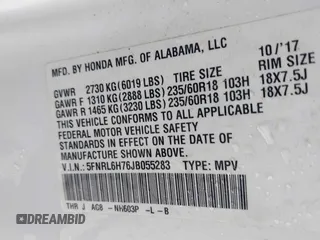 MFD. BY HONDA MFG. OF ALABAMA, LLC 10/'17
GVWR 2730 KG(6019 LBS) TIRE SIZE RIM SIZE
GAWR F 1310 KG(2888 LBS) 235/60R18 103H 18X7.5J
GAWR R 1465 KG(3230 LBS) 235/60R18 103H 18X7.5J
THIS VEHICLE CONFORMS TO ALL APPLICABLE
FEDERAL MOTOR VEHICLE SAFETY
STANDARDS IN EFFECT ON THE DATE OF
MANUFACTURE SHOWN ABOVE.
V.I.N.: 5FNRL6H76JB055283 TYPE: MPV
THR J AC8 -NH603P -L-B
DREAMBID